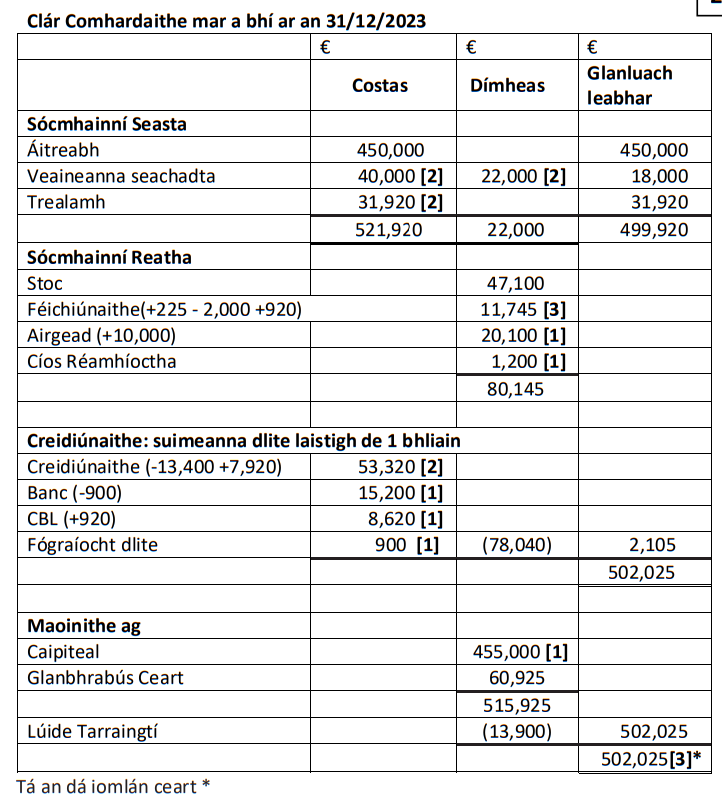 Clár Comhardaithe mar a bhí ar an 31/12/2023
€ € €
Costas Dímheas Glanluach leabhar
Sócmhainní Seasta
Áitreabh 450,000 450,000
Veaineanna seachadta 40,000 [2] 22,000 [2] 18,000
Trealamh 31,920 [2] 31,920
521,920 22,000 499,920
Sócmhainní Reatha
Stoc 47,100
Féichiúnaithe(+225 - 2,000 +920) 11,745 [3]
Airgead (+10,000) 20,100 [1]
Cíos Réamhíoctha 1,200 [1]
80,145
Creidiúnaithe: suimeanna dlite laistigh de 1 bhliain
Creidiúnaithe (-13,400 +7,920) 53,320 [2]
Banc (-900) 15,200 [1]
CBL (+920) 8,620 [1]
Fógraíocht dlite 900 [1] (78,040) 2,105
502,025
Maoinithe ag
Caipiteal 455,000 [1]
Glanbhrabús Ceart 60,925
515,925
Lúide Tarraingtí (13,900) 502,025
502,025[3]*
Tá an dá iomlán ceart *